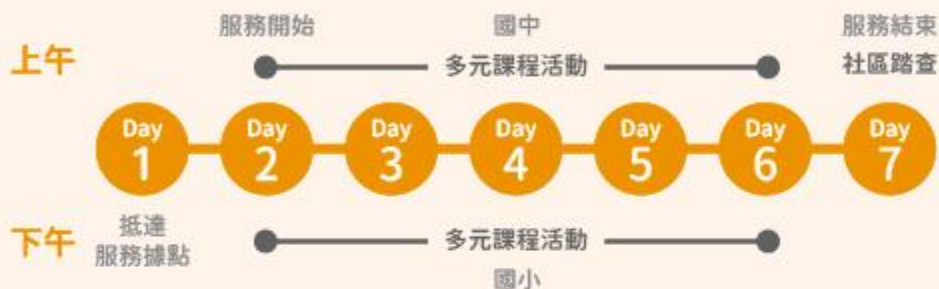 服務開始
國中
服務結束
上午
多元課程活動
社區踏查
Day 1
Day 2
Day 3
Day 4
Day 5
Day 6
Day 7
下午
抵達
服務據點
多元課程活動
國小